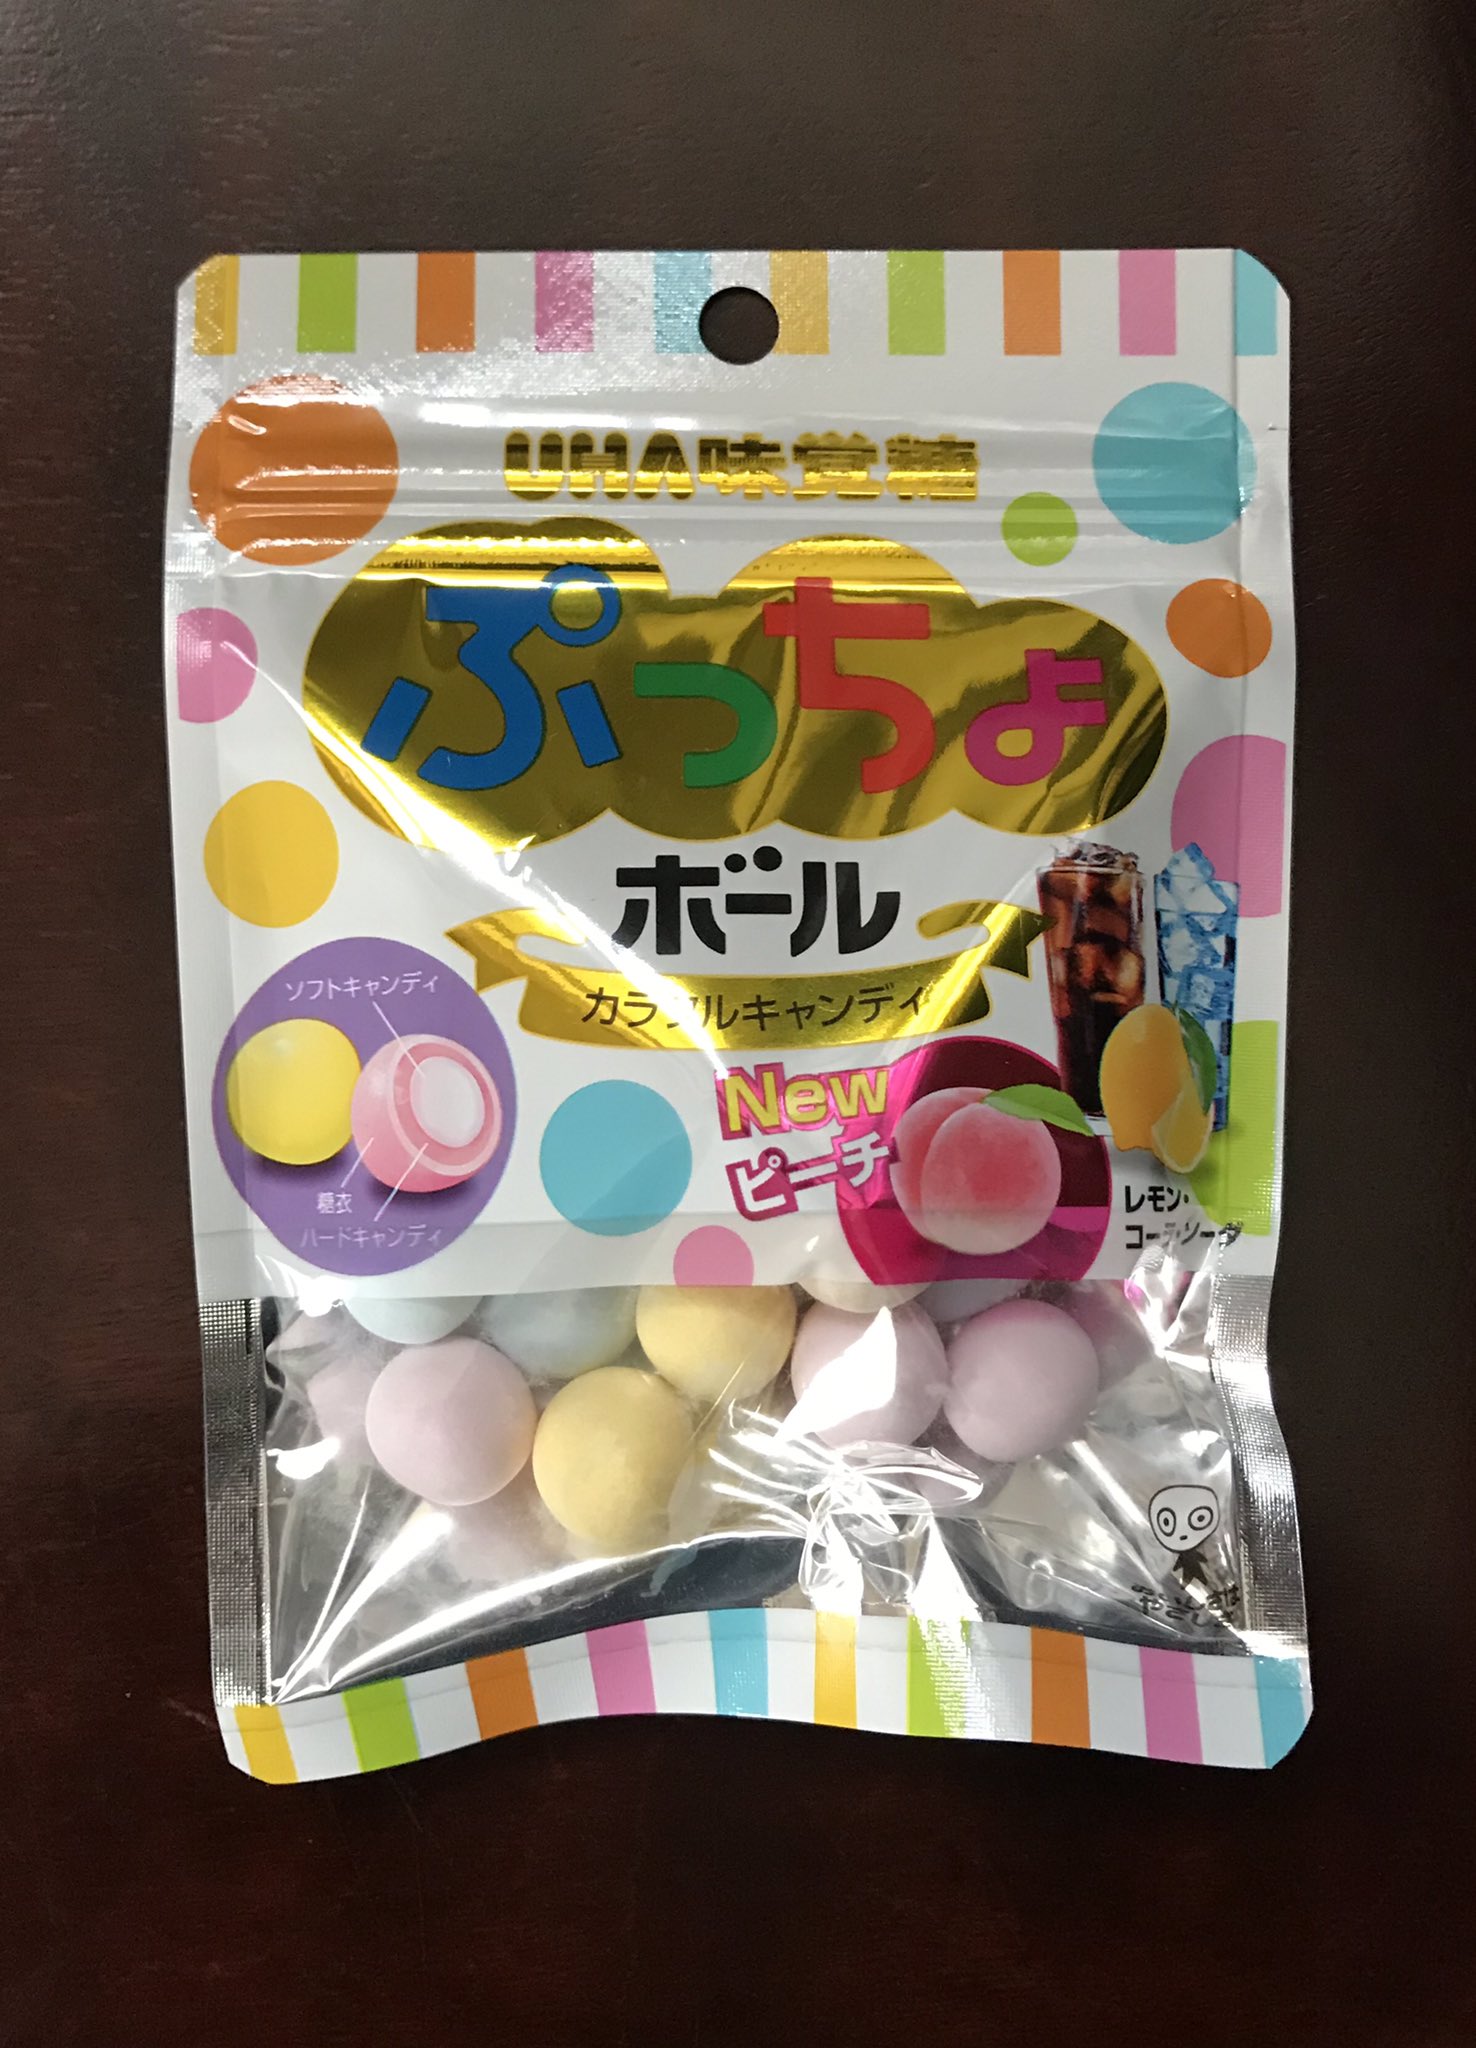 UHA味覚糖
ぷっちょ
ボール
カラフルキャンディ
ソフトキャンディ
糖衣
ハードキャンディ
New
ピーチ
レモン・
コーラ・ソーダ